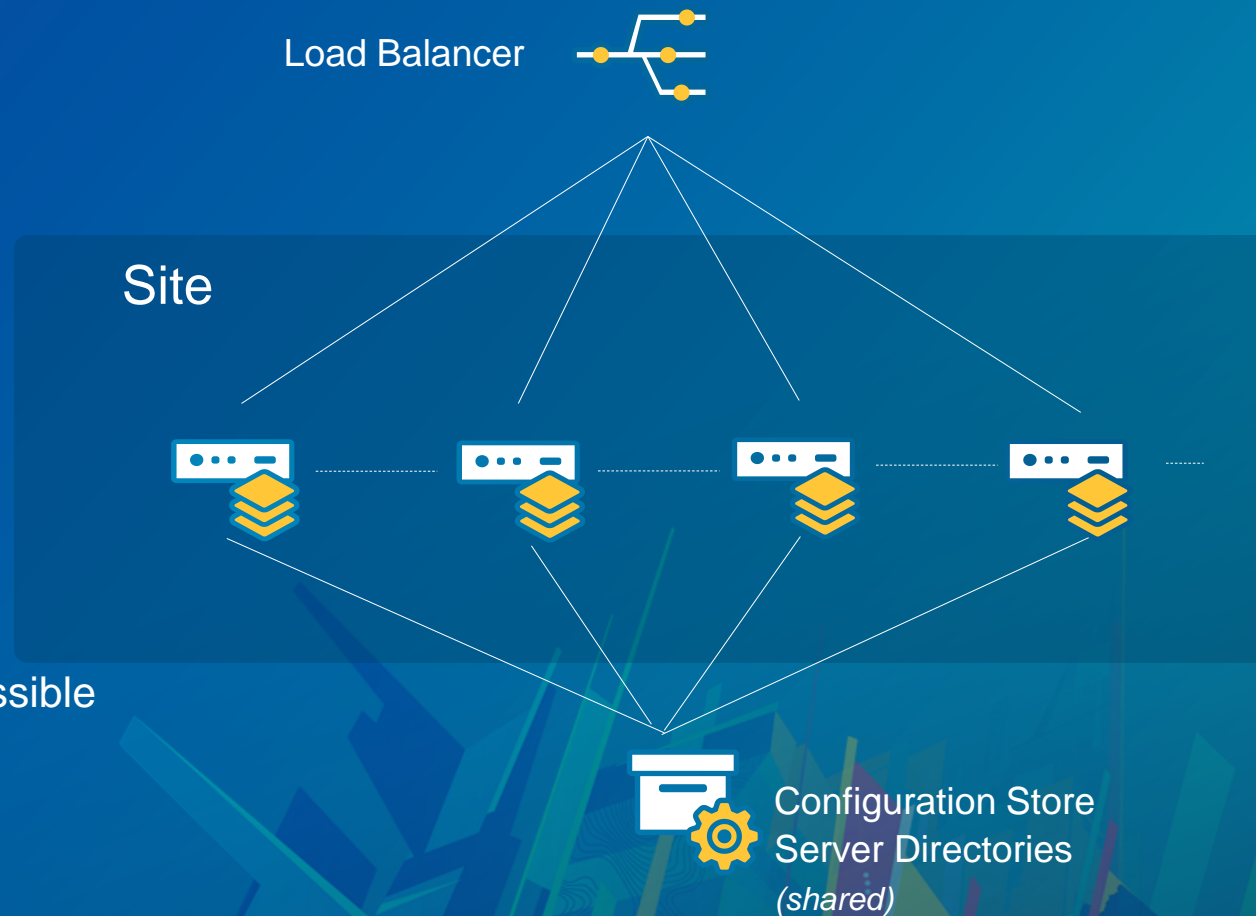 Load Balancer
Site
ssible
Configuration Store
Server Directories
(shared)